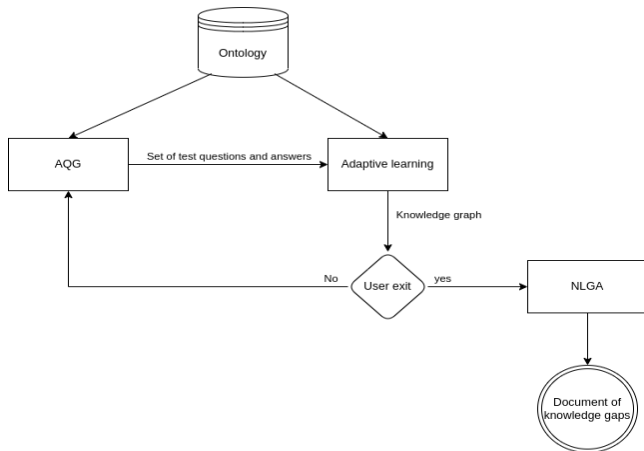 Ontology
AQG
Set of test questions and answers
Adaptive learning
Knowledge graph
No
User exit
yes
NLGA
Document of
knowledge gaps